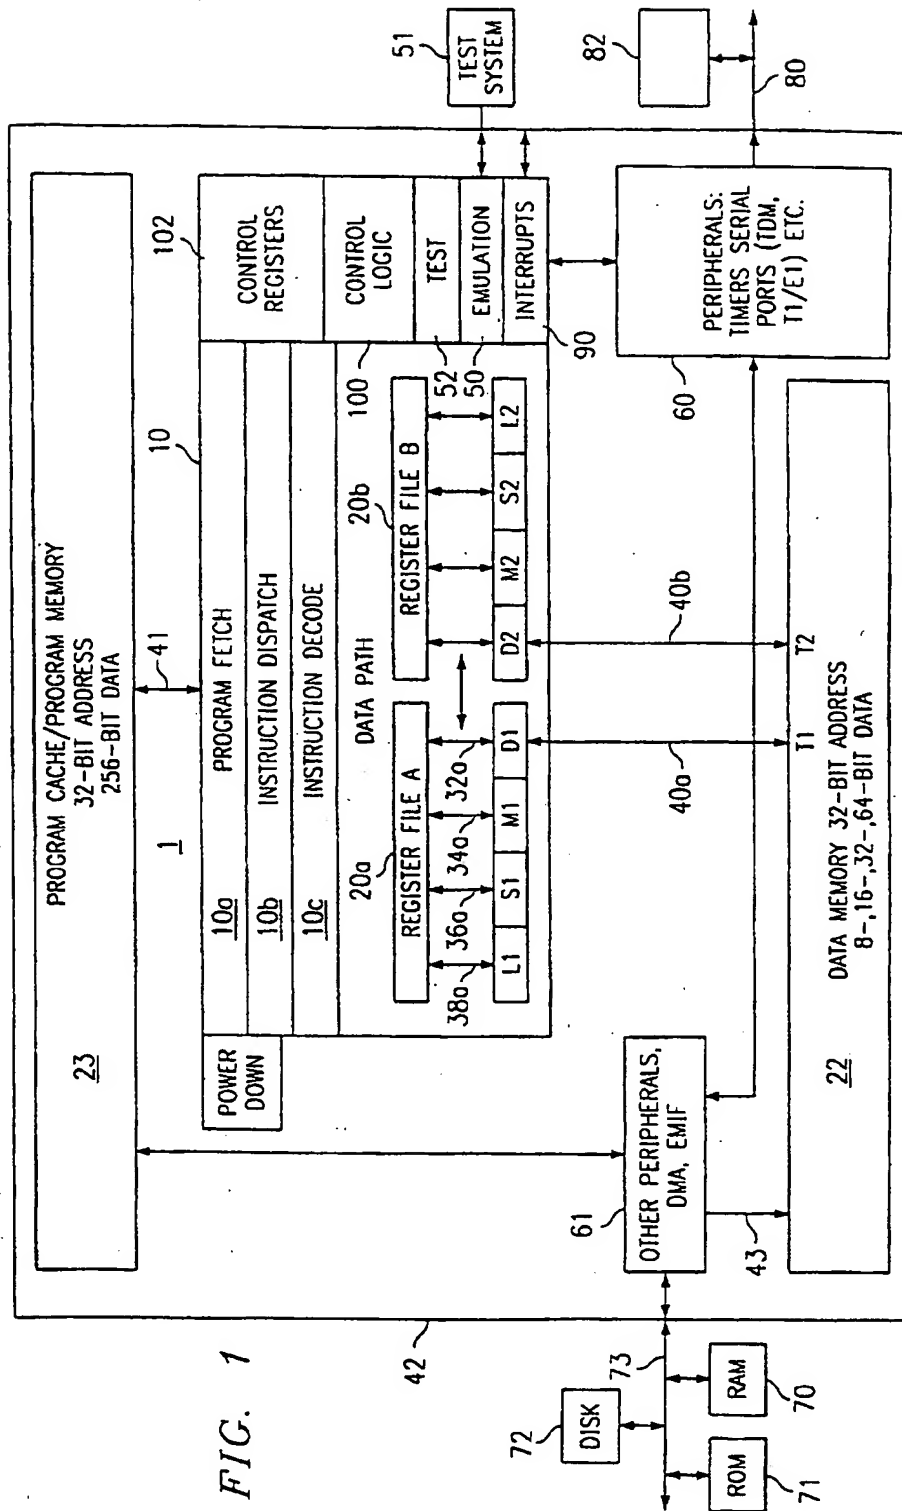 FIG. 1
PROGRAM CACHE/PROGRAM MEMORY
32-BIT ADDRESS
256-BIT DATA
23
1
41
10
102
POWER
DOWN
10a
PROGRAM FETCH
10b
INSTRUCTION DISPATCH
10c
INSTRUCTION DECODE
CONTROL
REGISTERS
CONTROL
LOGIC
TEST
EMULATION
INTERRUPTS
100
52
50
90
DATA PATH
20a
REGISTER FILE A
20b
REGISTER FILE B
38a
36a
34a
32a
L1
S1
M1
D1
D2
M2
S2
L2
TEST
SYSTEM
51
82
80
PERIPHERALS:
TIMERS SERIAL
PORTS (TDM,
T1/E1) ETC.
60
40a
40b
61
OTHER PERIPHERALS,
DMA, EMIF
43
T1
T2
DATA MEMORY 32-BIT ADDRESS
8-,16-,32-,64-BIT DATA
22
42
72
DISK
73
ROM
71
RAM
70